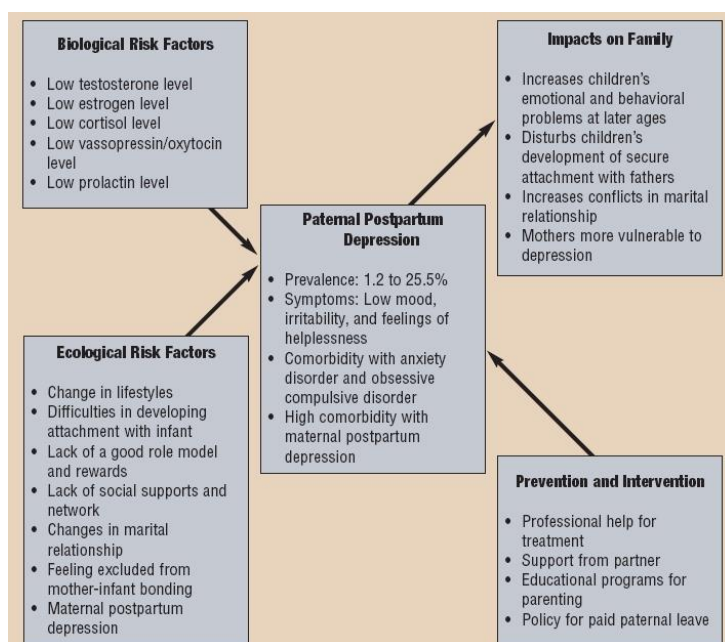 Biological Risk Factors
• Low testosterone level
• Low estrogen level
• Low cortisol level
• Low vassopressin/oxytocin
level
• Low prolactin level
Impacts on Family
• Increases children's
emotional and behavioral
problems at later ages
• Disturbs children's
development of secure
attachment with fathers
• Increases conflicts in marital
relationship
• Mothers more vulnerable to
depression
Paternal Postpartum
Depression
• Prevalence: 1.2 to 25.5%
• Symptoms: Low mood,
irritability, and feelings of
helplessness
• Comorbidity with anxiety
disorder and obsessive
compulsive disorder
• High comorbidity with
maternal postpartum
depression
Ecological Risk Factors
• Change in lifestyles
• Difficulties in developing
attachment with infant
• Lack of a good role model
and rewards
• Lack of social supports and
network
• Changes in marital
relationship
• Feeling excluded from
mother-infant bonding
• Maternal postpartum
depression
Prevention and Intervention
• Professional help for
treatment
• Support from partner
• Educational programs for
parenting
• Policy for paid paternal leave